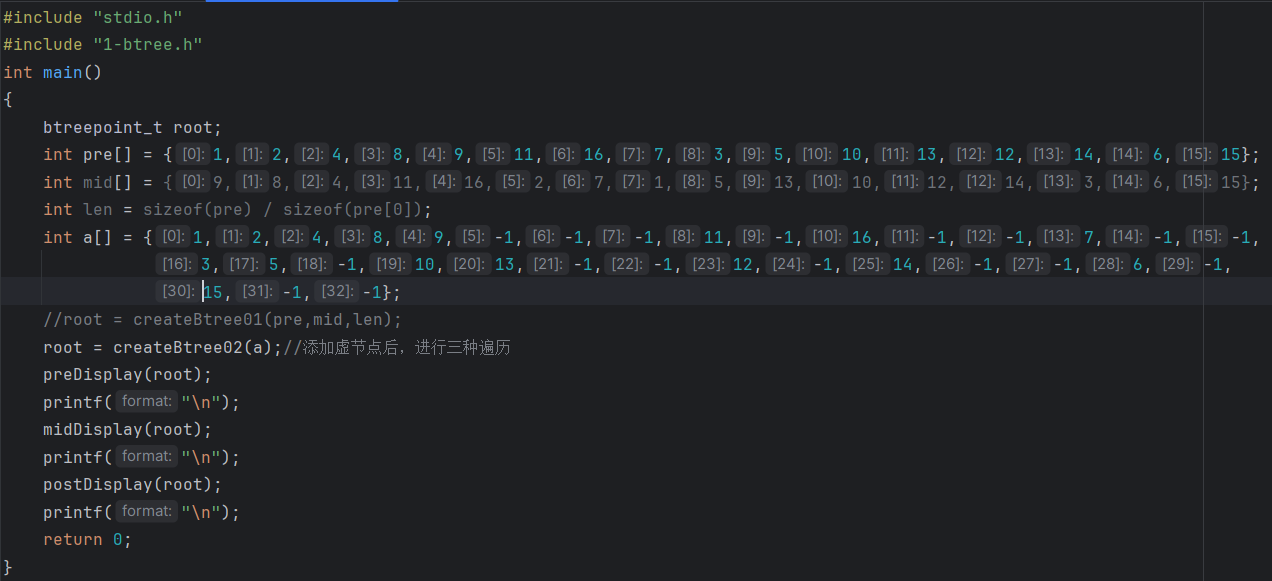 #include "stdio.h"
#include "1-btree.h"
int main()
{
btreepoint_t root;
int pre[] = {[0]:1,[1]:2,[2]:4,[3]:8,[4]:9,[5]:11,[6]:16,[7]:7,[8]:3,[9]:5,[10]:10,[11]:13,[12]:12,[13]:14,[14]:6,[15]:15};
int mid[] = {[0]:9,[1]:8,[2]:4,[3]:11,[4]:16,[5]:2,[6]:7,[7]:1,[8]:5,[9]:13,[10]:10,[11]:12,[12]:14,[13]:3,[14]:6,[15]:15};
int len = sizeof(pre) / sizeof(pre[0]);
int a[] = {[0]:1,[1]:2,[2]:4,[3]:8,[4]:9,[5]:-1,[6]:-1,[7]:-1,[8]:11,[9]:-1,[10]:16,[11]:-1,[12]:-1,[13]:7,[14]:-1,[15]:-1,
[16]:3,[17]:5,[18]:-1,[19]:10,[20]:13,[21]:-1,[22]:-1,[23]:12,[24]:-1,[25]:14,[26]:-1,[27]:-1,[28]:6,[29]:-1,
[30]:15,[31]:-1,[32]:-1};
//root = createBtree01(pre,mid,len);
root = createBtree02(a);//添加虚节点后，进行三种遍历
preDisplay(root);
printf(format:"\n");
midDisplay(root);
printf(format:"\n");
postDisplay(root);
printf(format:"\n");
return 0;
}